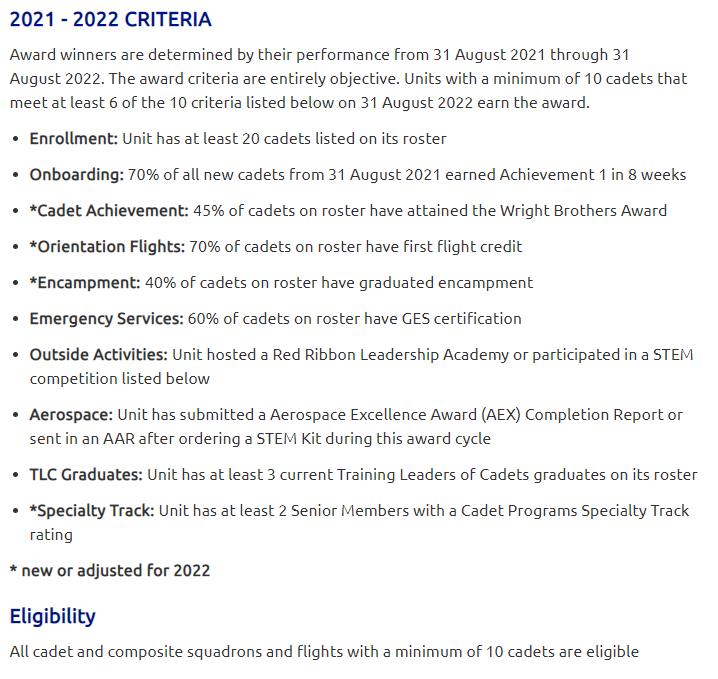 2021 - 2022 CRITERIA
Award winners are determined by their performance from 31 August 2021 through 31
August 2022. The award criteria are entirely objective. Units with a minimum of 10 cadets that
meet at least 6 of the 10 criteria listed below on 31 August 2022 earn the award.
• Enrollment: Unit has at least 20 cadets listed on its roster
• Onboarding: 70% of all new cadets from 31 August 2021 earned Achievement 1 in 8 weeks
• *Cadet Achievement: 45% of cadets on roster have attained the Wright Brothers Award
• *Orientation Flights: 70% of cadets on roster have first flight credit
• *Encampment: 40% of cadets on roster have graduated encampment
• Emergency Services: 60% of cadets on roster have GES certification
• Outside Activities: Unit hosted a Red Ribbon Leadership Academy or participated in a STEM
competition listed below
• Aerospace: Unit has submitted a Aerospace Excellence Award (AEX) Completion Report or
sent in an AAR after ordering a STEM Kit during this award cycle
• TLC Graduates: Unit has at least 3 current Training Leaders of Cadets graduates on its roster
• *Specialty Track: Unit has at least 2 Senior Members with a Cadet Programs Specialty Track
rating
* new or adjusted for 2022
Eligibility
All cadet and composite squadrons and flights with a minimum of 10 cadets are eligible